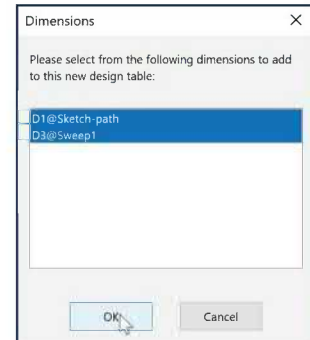 Dimensions
Please select from the following dimensions to add
to this new design table:
D1@Sketch-path
D3@Sweep1
OK
Cancel